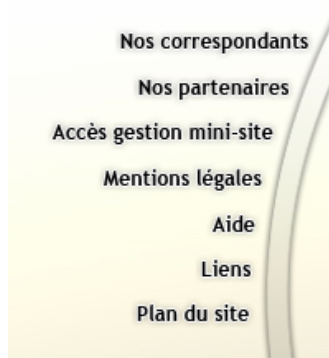 Nos correspondants
Nos partenaires
Accès gestion mini-site
Mentions légales
Aide
Liens
Plan du site